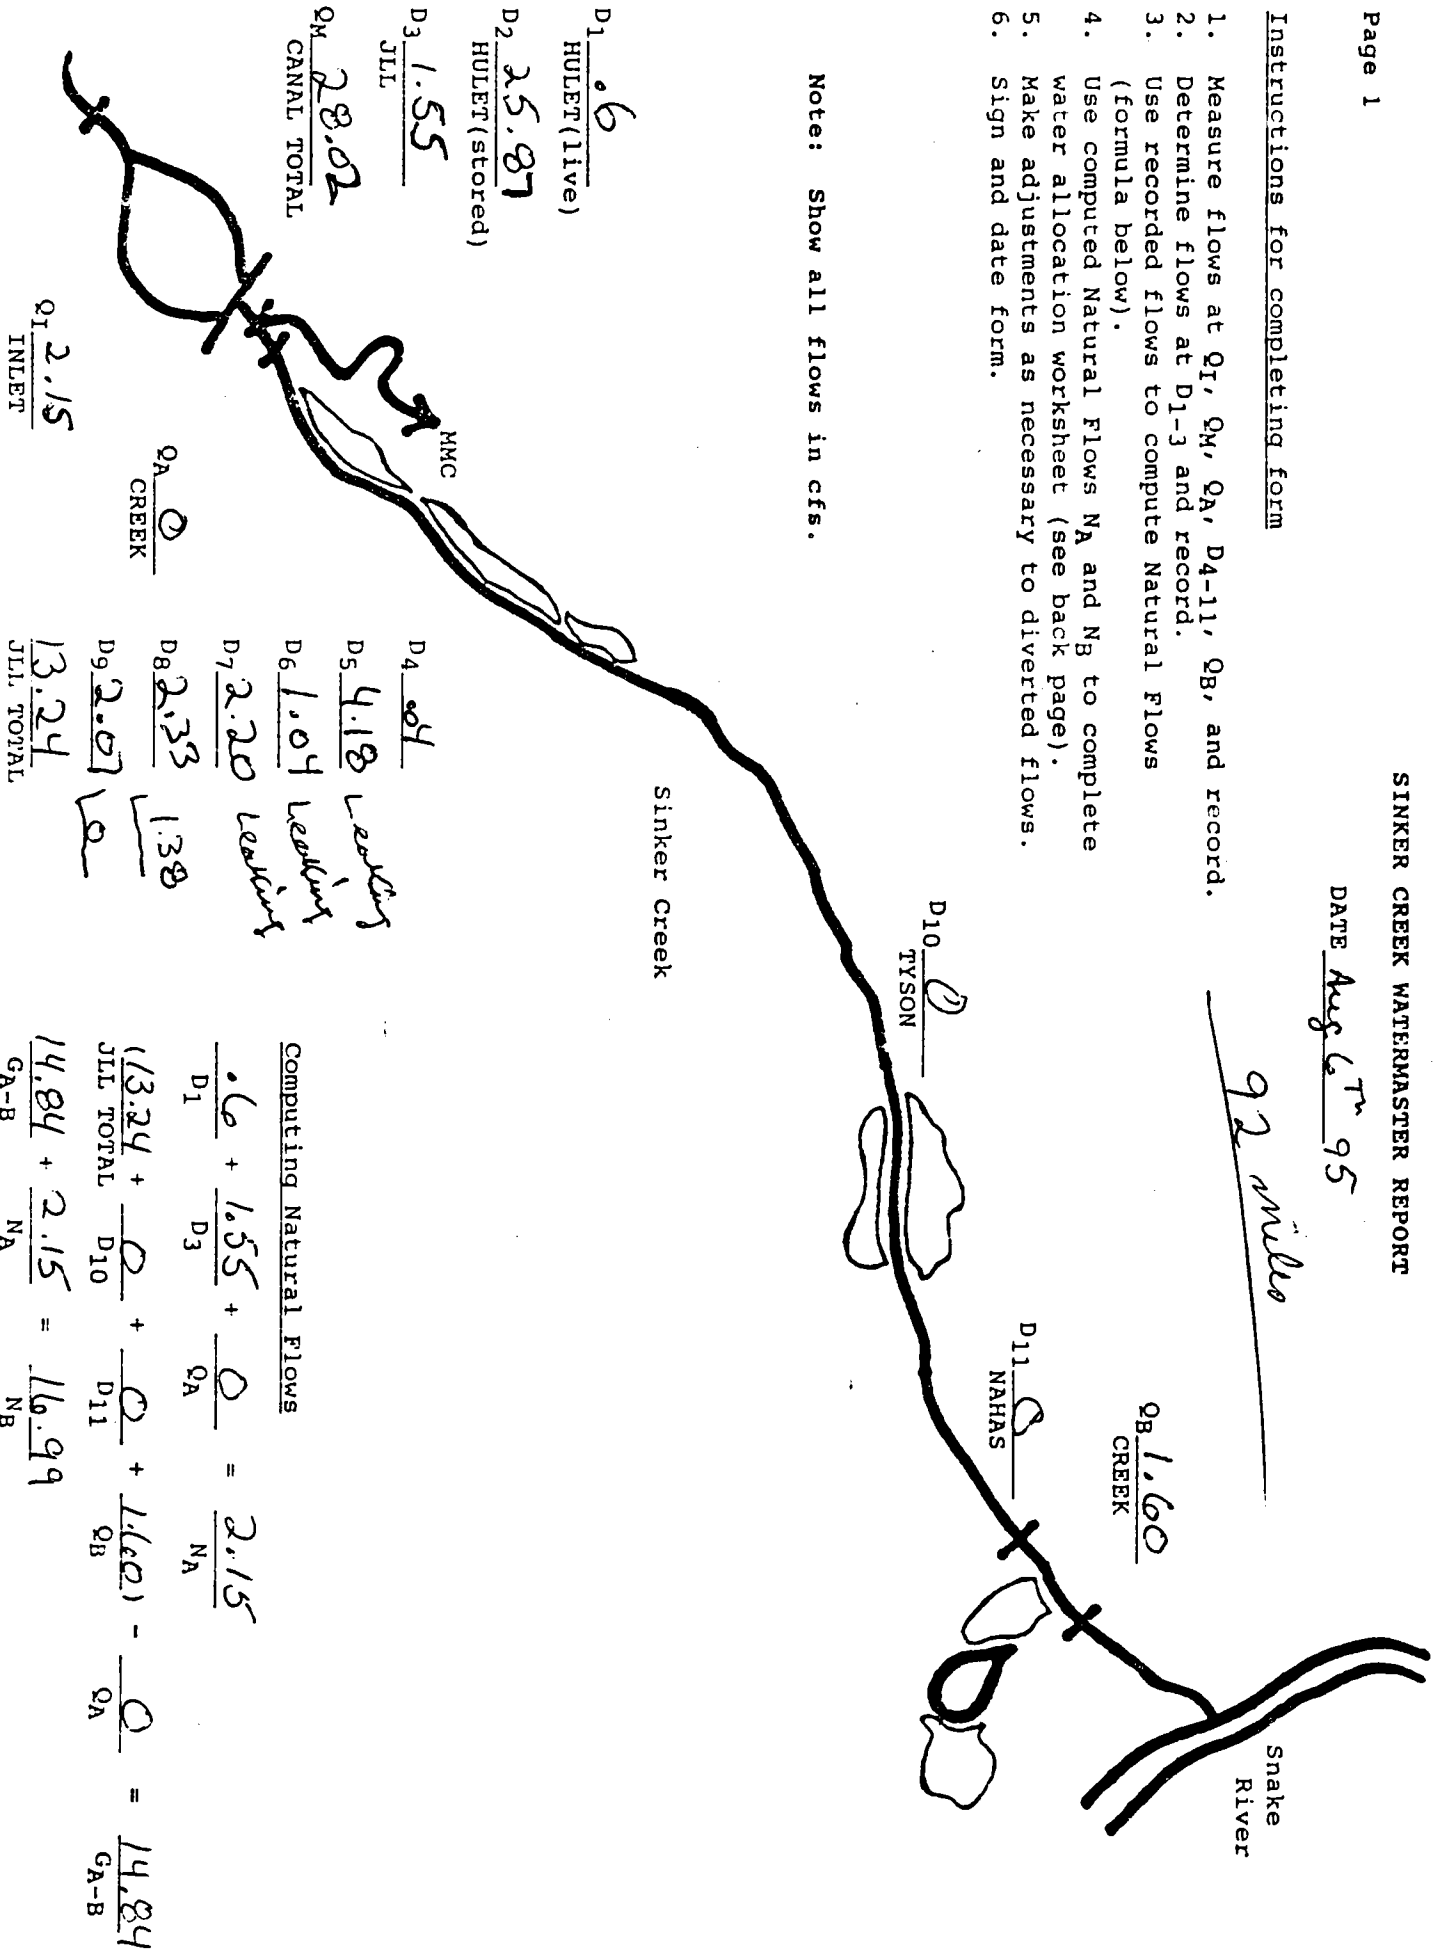 Page 1
SINKER CREEK WATERMASTER REPORT
DATE Aug 6Th 95
92 miles
Instructions for completing form
1. Measure flows at QI, QM, QA, D4-11, QB, and record.
2. Determine flows at D1-3 and record.
3. Use recorded flows to compute Natural Flows
(formula below).
4. Use computed Natural Flows NA and NB to complete
water allocation worksheet (see back page).
5. Make adjustments as necessary to diverted flows.
6. Sign and date form.
Note: Show all flows in cfs.
D1 .6
HULET(live)
D2 25.87
HULET(stored)
D3 1.55
JLL
QM 28.02
CANAL TOTAL
MMC
QI 2.15
INLET
QA 0
CREEK
Sinker Creek
D10 0
TYSON
D11 0
NAHAS
QB 1.60
CREEK
Snake
River
D4 .04
D5 4.18 Leaking
D6 1.04 Leaking
D7 2.20 Leaking
D8 2.33 1.38
D9 2.07 0
13.24
JLL TOTAL
Computing Natural Flows
.6 + 1.55 + 0 = 2.15
D1 D3 QA NA
(13.24 + 0 + 0 + 1.60) - 0 = 14.84
JLL TOTAL D10 D11 QB QA GA-B
14.84 + 2.15 = 16.99
GA-B NA NB